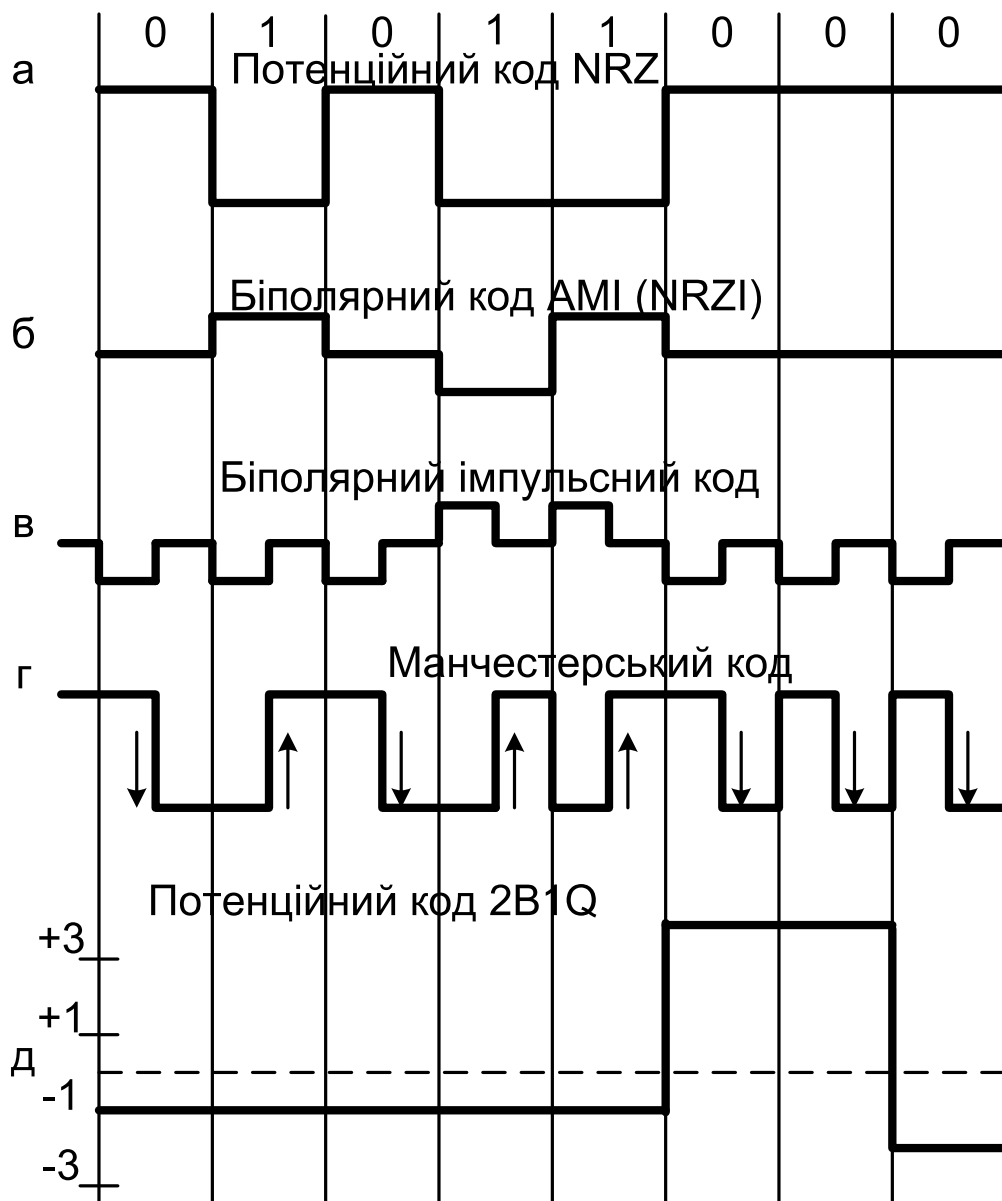 0 1 0 1 1 0 0 0
а
Потенційний код NRZ
Біполярний код AMI (NRZI)
б
Біполярний імпульсний код
в
Манчестерський код
г
Потенційний код 2B1Q
+3
+1
д
-1
-3